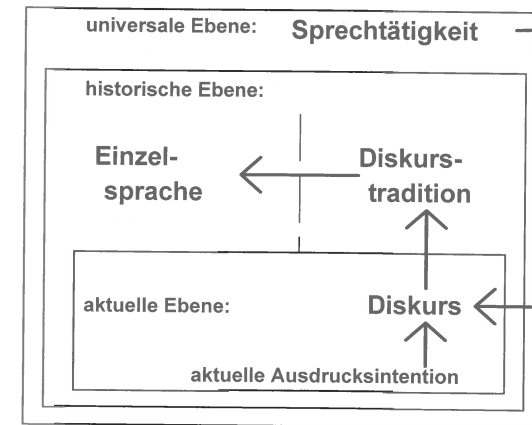 universale Ebene: Sprechtätigkeit
historische Ebene:
Einzel-
sprache
Diskurs-
tradition
aktuelle Ebene: Diskurs
aktuelle Ausdrucksintention